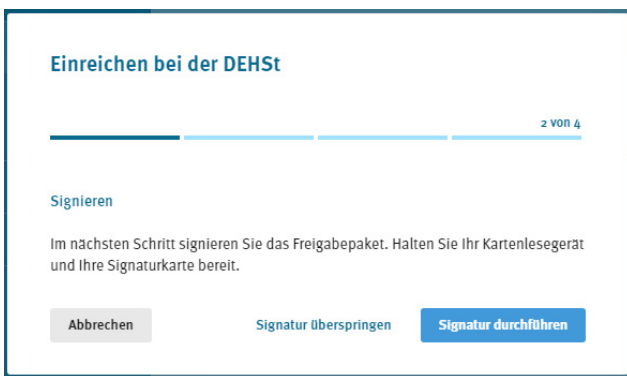 Einreichen bei der DEHSt
2 von 4
Signieren
Im nächsten Schritt signieren Sie das Freigabepaket. Halten Sie Ihr Kartenlesegerät
und Ihre Signaturkarte bereit.
Abbrechen
Signatur überspringen
Signatur durchführen